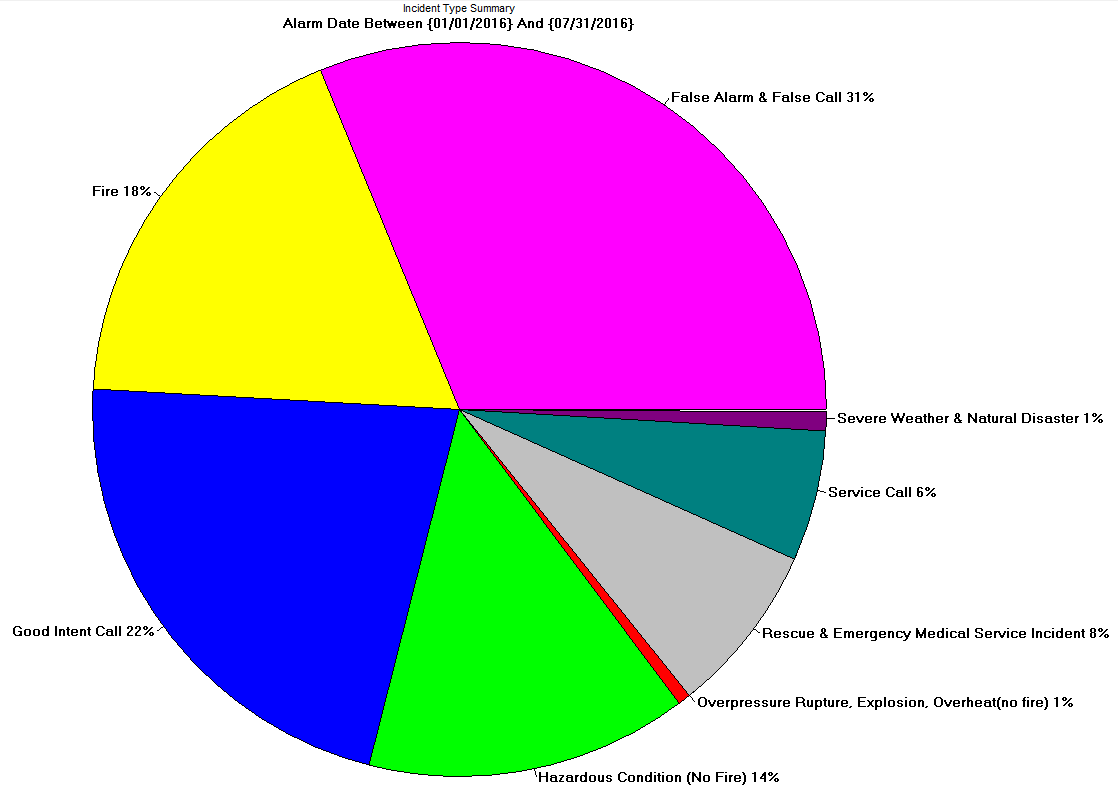 Incident Type Summary
Alarm Date Between {01/01/2016} And {07/31/2016}
False Alarm & False Call 31%
Fire 18%
Severe Weather & Natural Disaster 1%
Service Call 6%
Good Intent Call 22%
Rescue & Emergency Medical Service Incident 8%
Overpressure Rupture, Explosion, Overheat(no fire) 1%
Hazardous Condition (No Fire) 14%